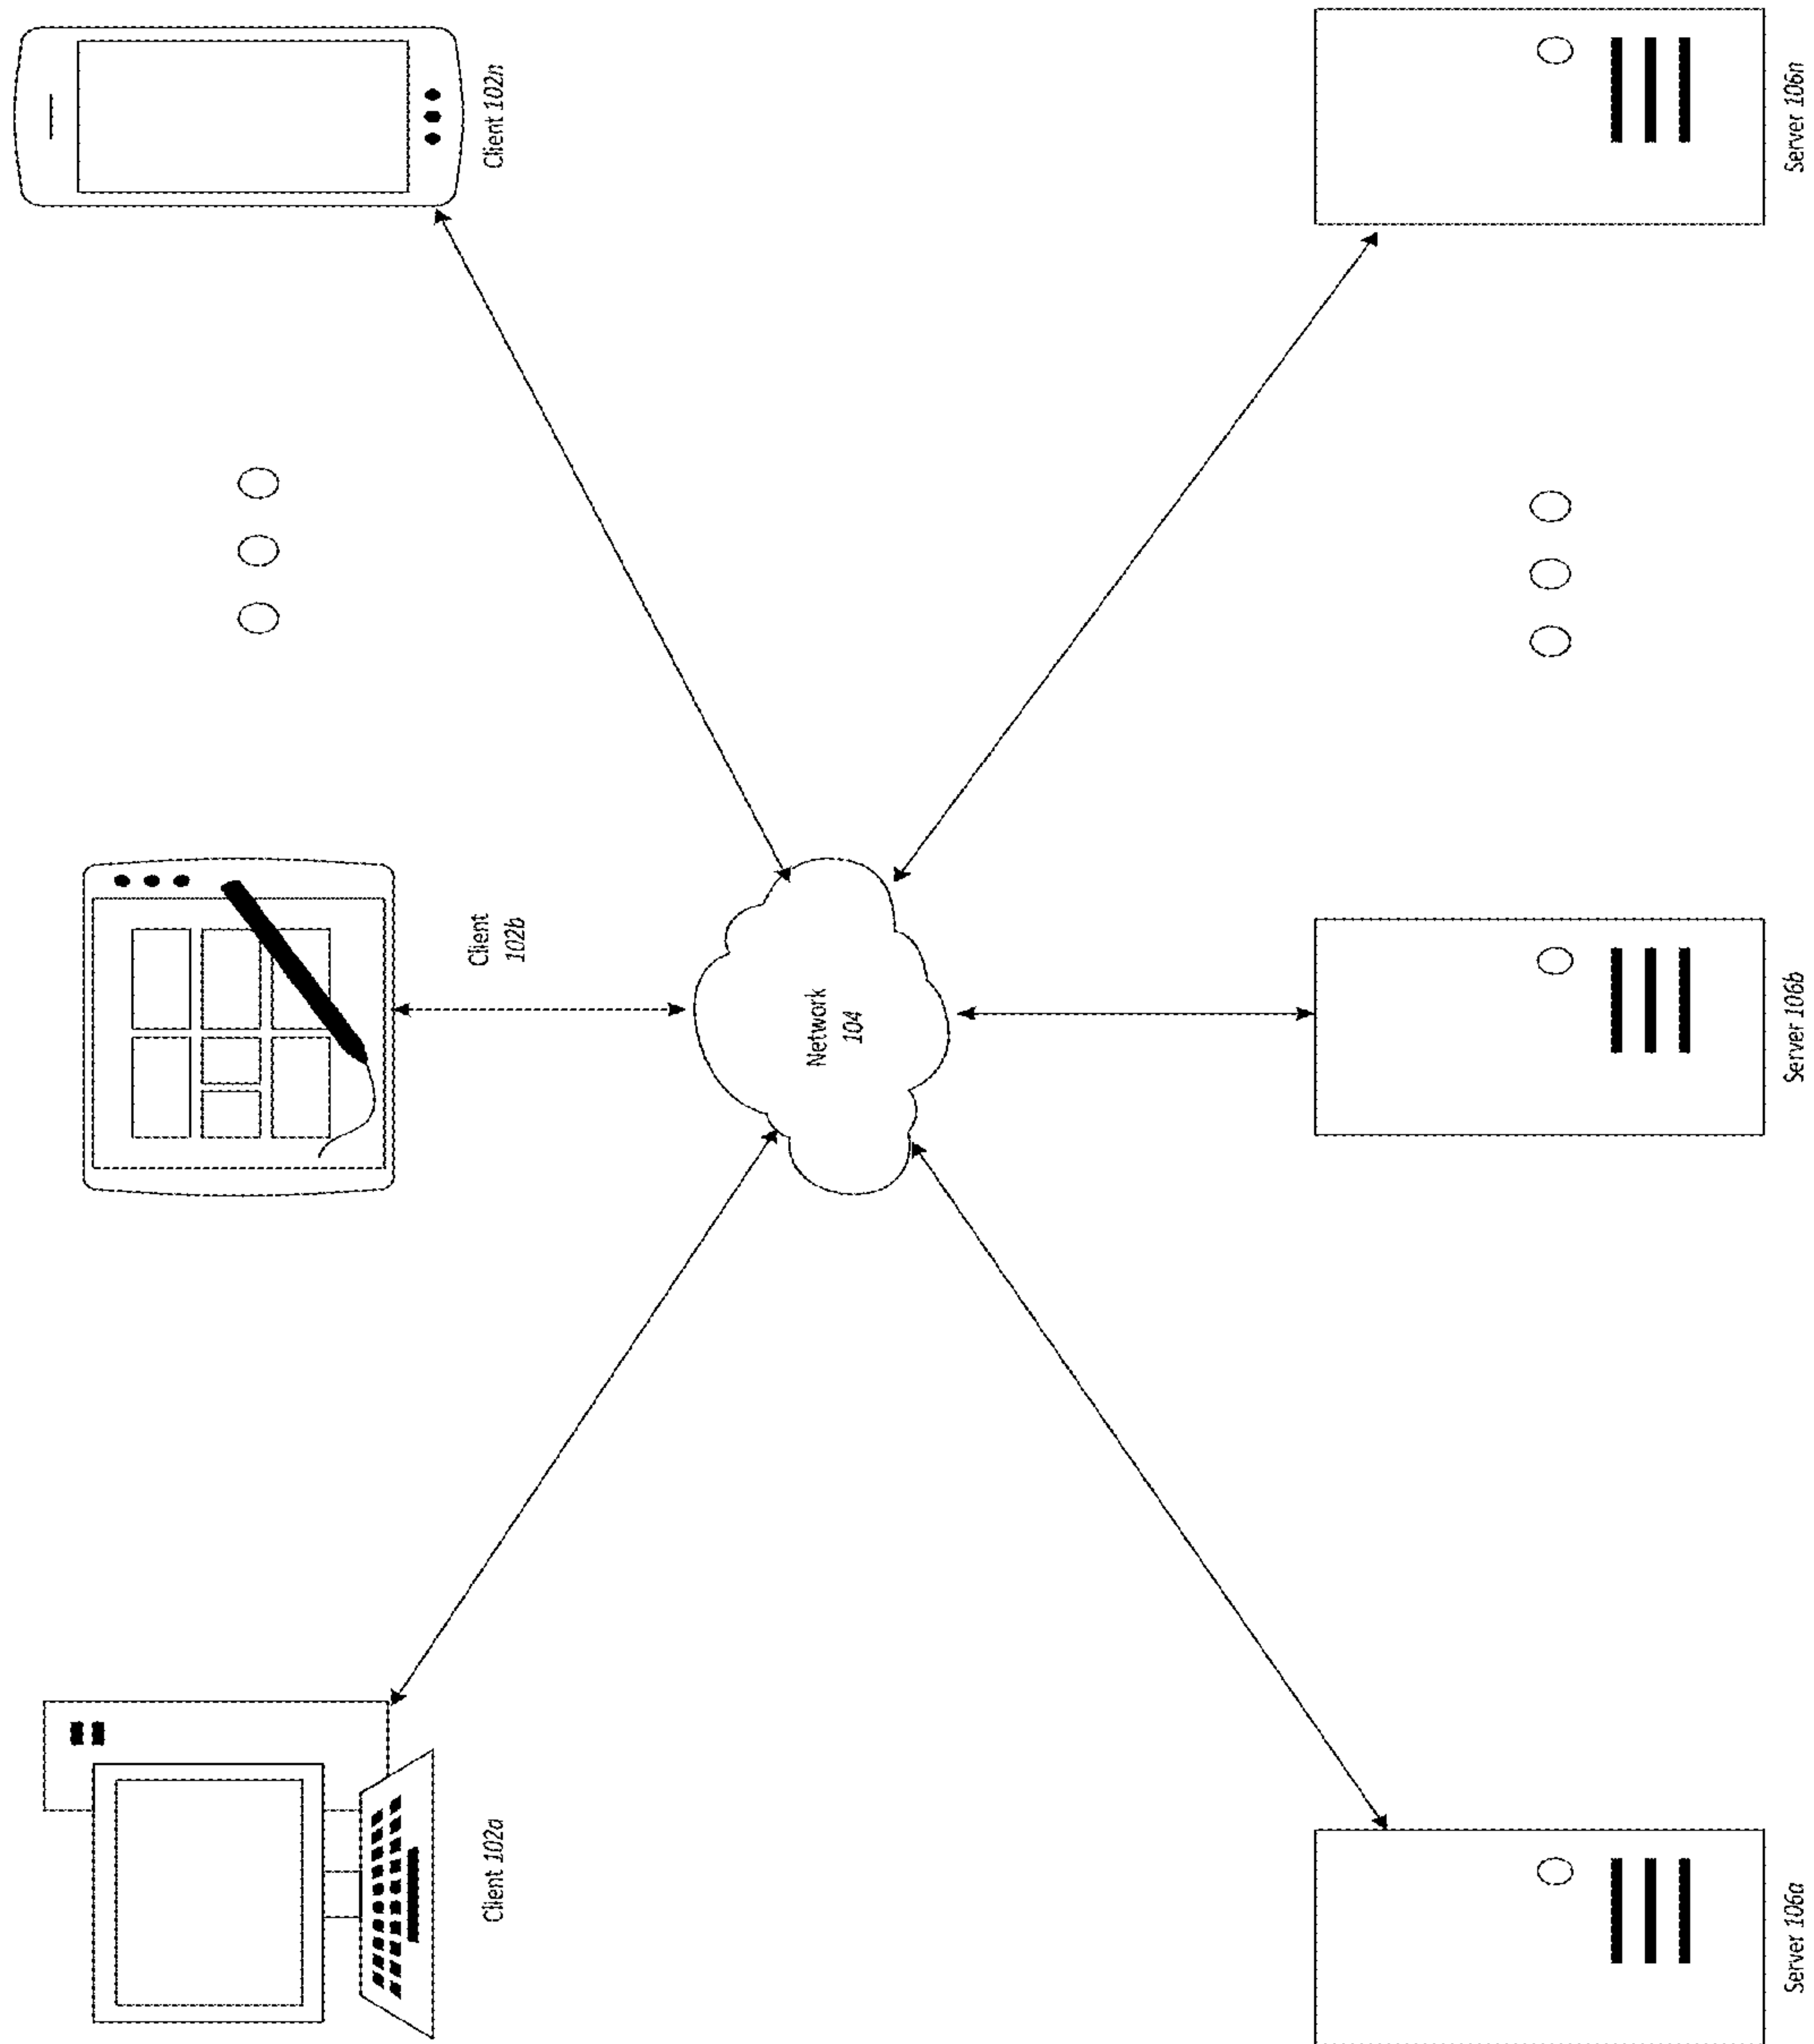 Client 102a
Client
102b
Client 102n
Network
104
Server 106a
Server 106b
Server 106n